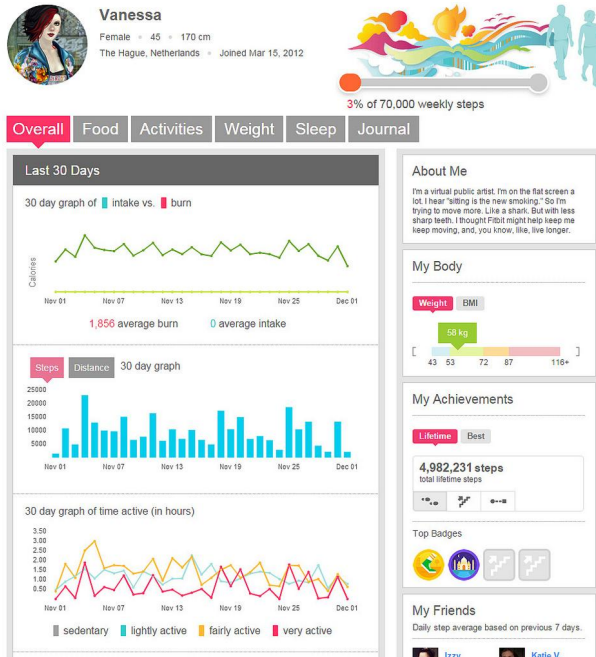 Vanessa
Female 45 170 cm
The Hague, Netherlands Joined Mar 15, 2012
3% of 70,000 weekly steps
Overall Food Activities Weight Sleep Journal
Last 30 Days
30 day graph of intake vs. burn
Calories
Nov 01 Nov 07 Nov 13 Nov 19 Nov 25 Dec 01
1,856 average burn 0 average intake
Steps Distance 30 day graph
25000
20000
15000
10000
5000
Nov 01 Nov 07 Nov 13 Nov 19 Nov 25 Dec 01
30 day graph of time active (in hours)
3.50
3.00
2.50
2.00
1.50
1.00
0.50
Nov 01 Nov 07 Nov 13 Nov 19 Nov 25 Dec 01
sedentary lightly active fairly active very active
About Me
I'm a virtual public artist. I'm on the flat screen a
lot. I hear "sitting is the new smoking." So I'm
trying to move more. Like a shark. But with less
sharp teeth. I thought Fitbit might help keep me
keep moving, and, you know, like, live longer.
My Body
Weight BMI
58 kg
[ ]
43 53 72 87 116+
My Achievements
Lifetime Best
4,982,231 steps
total lifetime steps
Top Badges
My Friends
Daily step average based on previous 7 days.
Izzy Katie V